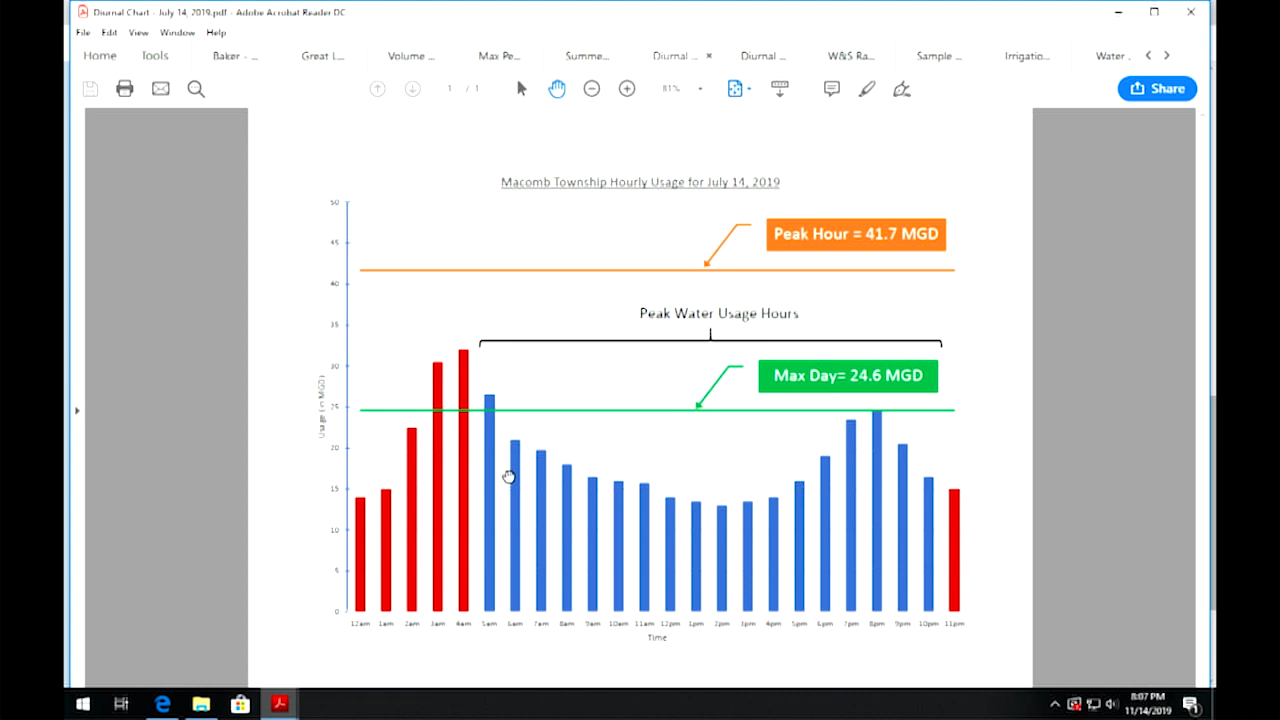 Diurnal Chart - July 14, 2019.pdf - Adobe Acrobat Reader DC
File Edit View Window Help
Home Tools Baker - ... Great L... Volume ... Max Pe... Summe... Diurnal ... × Diurnal ... W&S Ra... Sample ... Irrigatio... Water .
1 / 1 81% Share
Macomb Township Hourly Usage for July 14, 2019
50
Peak Hour = 41.7 MGD
45
40
Peak Water Usage Hours
35
30
Max Day= 24.6 MGD
25
Usage (in MGD)
20
15
10
5
0
12am 1am 2am 3am 4am 5am 6am 7am 8am 9am 10am 11am 12pm 1pm 2pm 3pm 4pm 5pm 6pm 7pm 8pm 9pm 10pm 11pm
Time
8:07 PM
11/14/2019
1